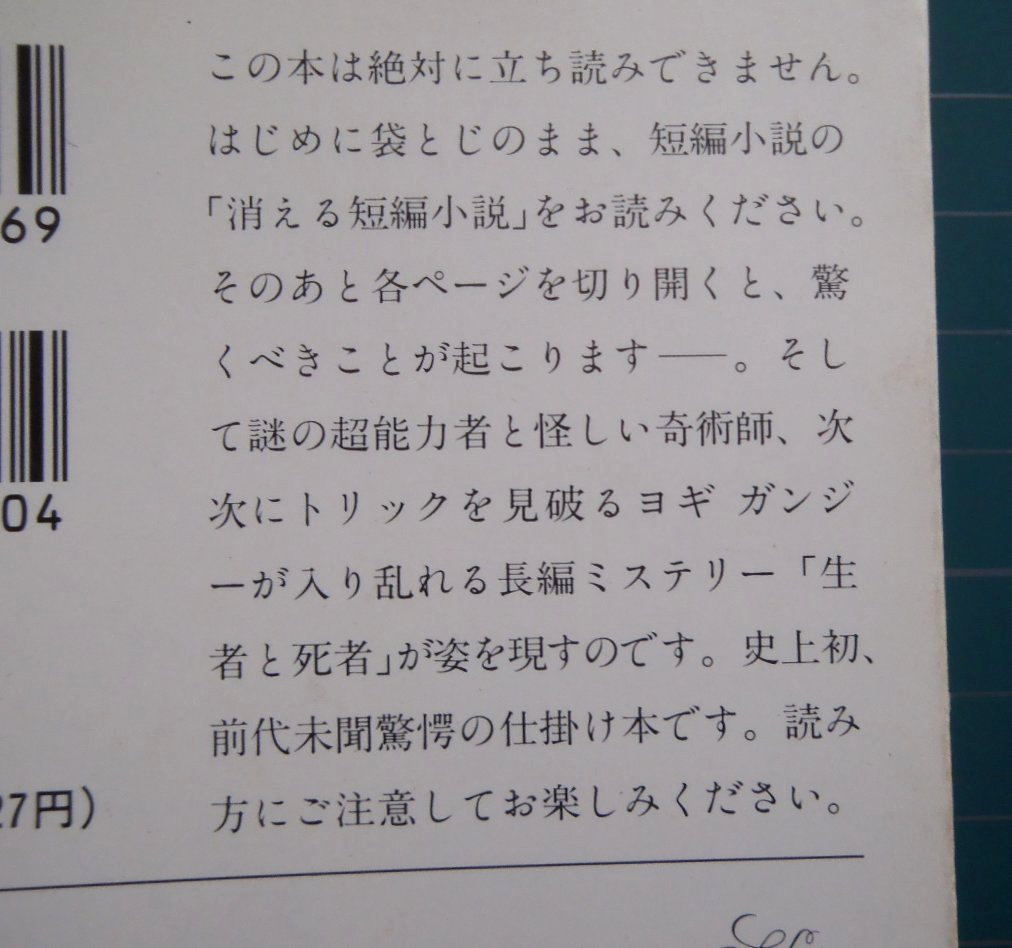 この本は絶対に立ち読みできません。
はじめに袋とじのまま、短編小説の
「消える短編小説」をお読みください。
そのあと各ページを切り開くと、驚
くべきことが起こります――。そし
て謎の超能力者と怪しい奇術師、次
次にトリックを見破るヨギ ガンジ
ーが入り乱れる長編ミステリー「生
者と死者」が姿を現すのです。史上初、
前代未聞驚愕の仕掛け本です。読み
方にご注意してお楽しみください。
69
04
27円）